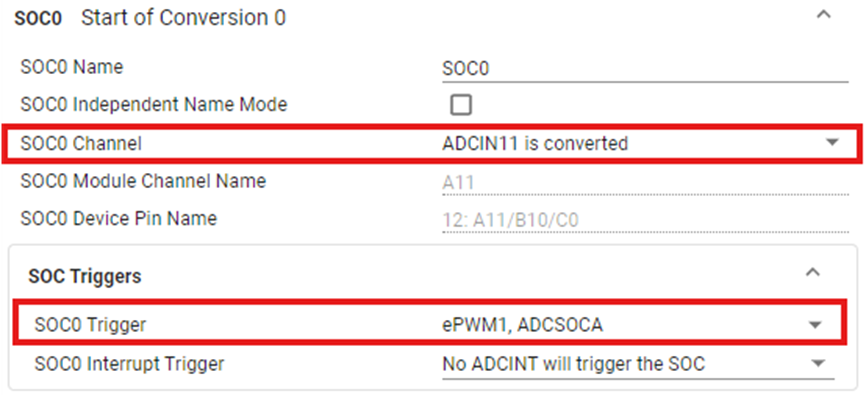 SOC0 Start of Conversion 0
SOC0 Name SOC0
SOC0 Independent Name Mode
SOC0 Channel ADCIN11 is converted
SOC0 Module Channel Name A11
SOC0 Device Pin Name 12: A11/B10/C0
SOC Triggers
SOC0 Trigger ePWM1, ADCSOCA
SOC0 Interrupt Trigger No ADCINT will trigger the SOC